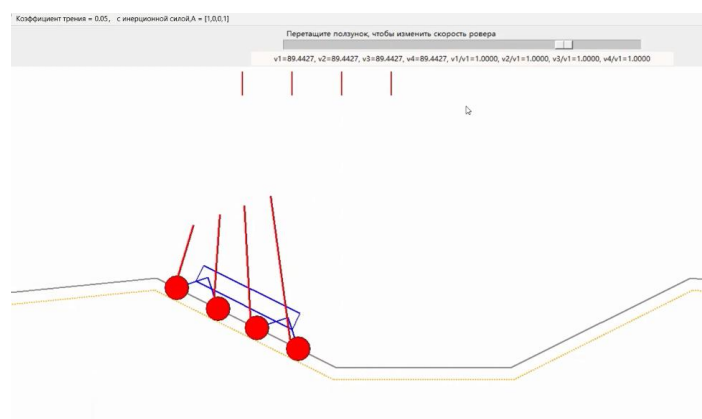 Коэффициент трения = 0.05, с инерционной силой,A = [1,0,0,1]
Перетащите ползунок, чтобы изменить скорость ровера
v1=89.4427, v2=89.4427, v3=89.4427, v4=89.4427, v1/v1=1.0000, v2/v1=1.0000, v3/v1=1.0000, v4/v1=1.0000